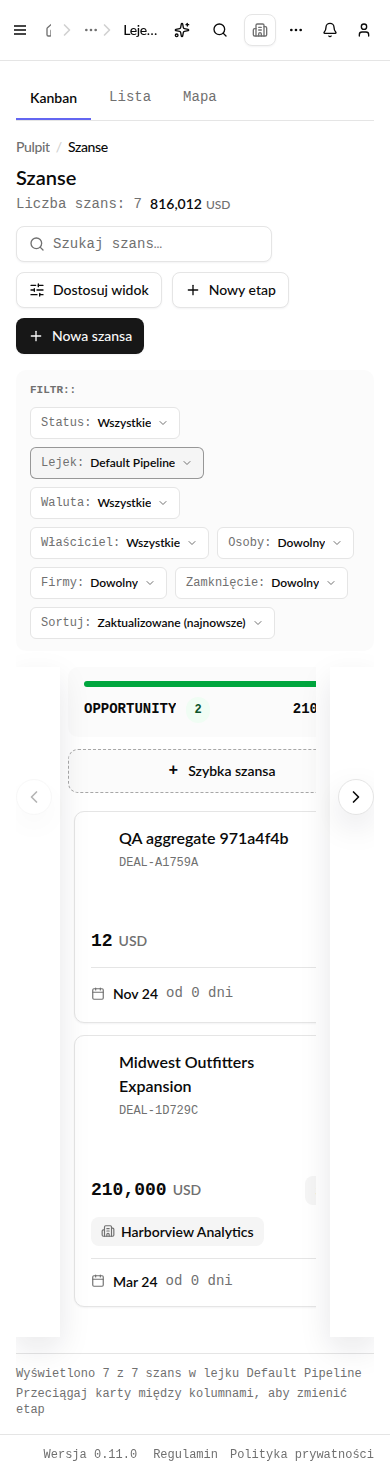 Leje…
Kanban Lista Mapa
Pulpit / Szanse
Szanse
Liczba szans: 7 816,012 USD
Szukaj szans…
Dostosuj widok Nowy etap
Nowa szansa
FILTR::
Status: Wszystkie
Lejek: Default Pipeline
Waluta: Wszystkie
Właściciel: Wszystkie Osoby: Dowolny
Firmy: Dowolny Zamknięcie: Dowolny
Sortuj: Zaktualizowane (najnowsze)
OPPORTUNITY 2 210
+ Szybka szansa
QA aggregate 971a4f4b
DEAL-A1759A
12 USD
Nov 24 od 0 dni
Midwest Outfitters
Expansion
DEAL-1D729C
210,000 USD
Harborview Analytics
Mar 24 od 0 dni
Wyświetlono 7 z 7 szans w lejku Default Pipeline
Przeciągaj karty między kolumnami, aby zmienić
etap
Wersja 0.11.0 Regulamin Polityka prywatności